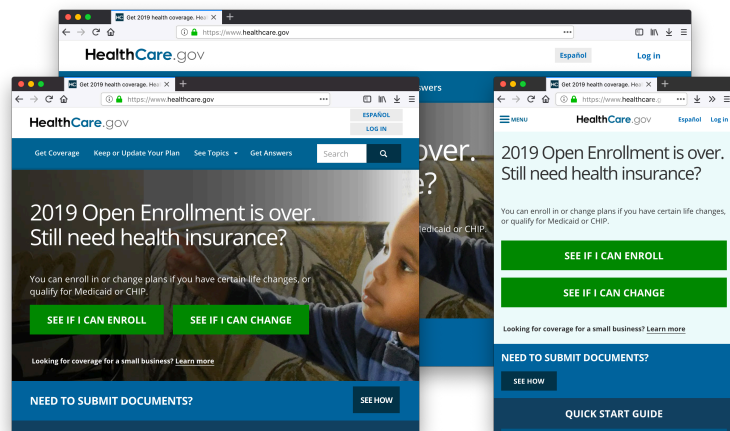 Get 2019 health coverage. Hea
https://www.healthcare.gov
HealthCare.gov
Español
Log in
swers
over.
e?
Medicaid or CHIP.
Get 2019 health coverage. Hea
https://www.healthcare.gov
HealthCare.gov
ESPAÑOL
LOG IN
Get Coverage Keep or Update Your Plan See Topics Get Answers Search
2019 Open Enrollment is over.
Still need health insurance?
You can enroll in or change plans if you have certain life changes, or
qualify for Medicaid or CHIP.
SEE IF I CAN ENROLL SEE IF I CAN CHANGE
Looking for coverage for a small business? Learn more
NEED TO SUBMIT DOCUMENTS? SEE HOW
Get 2019 health coverage. Hea
https://www.healthcare.g
MENU HealthCare.gov Español Log in
2019 Open Enrollment is over.
Still need health insurance?
You can enroll in or change plans if you have certain life changes,
or qualify for Medicaid or CHIP.
SEE IF I CAN ENROLL
SEE IF I CAN CHANGE
Looking for coverage for a small business? Learn more
NEED TO SUBMIT DOCUMENTS?
SEE HOW
QUICK START GUIDE